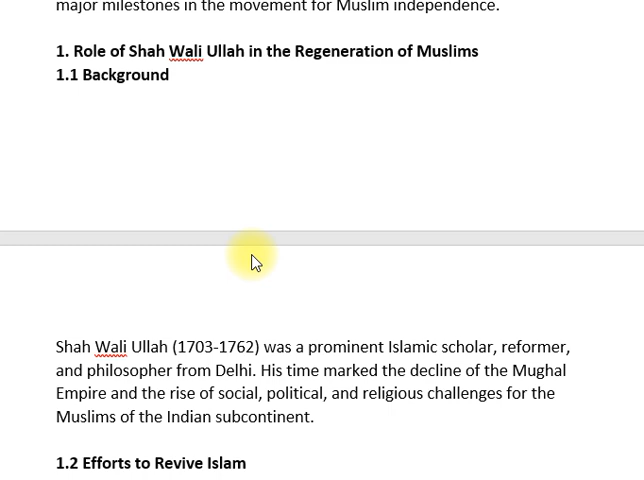 major milestones in the movement for Muslim independence.
1. Role of Shah Wali Ullah in the Regeneration of Muslims
1.1 Background
Shah Wali Ullah (1703-1762) was a prominent Islamic scholar, reformer,
and philosopher from Delhi. His time marked the decline of the Mughal
Empire and the rise of social, political, and religious challenges for the
Muslims of the Indian subcontinent.
1.2 Efforts to Revive Islam